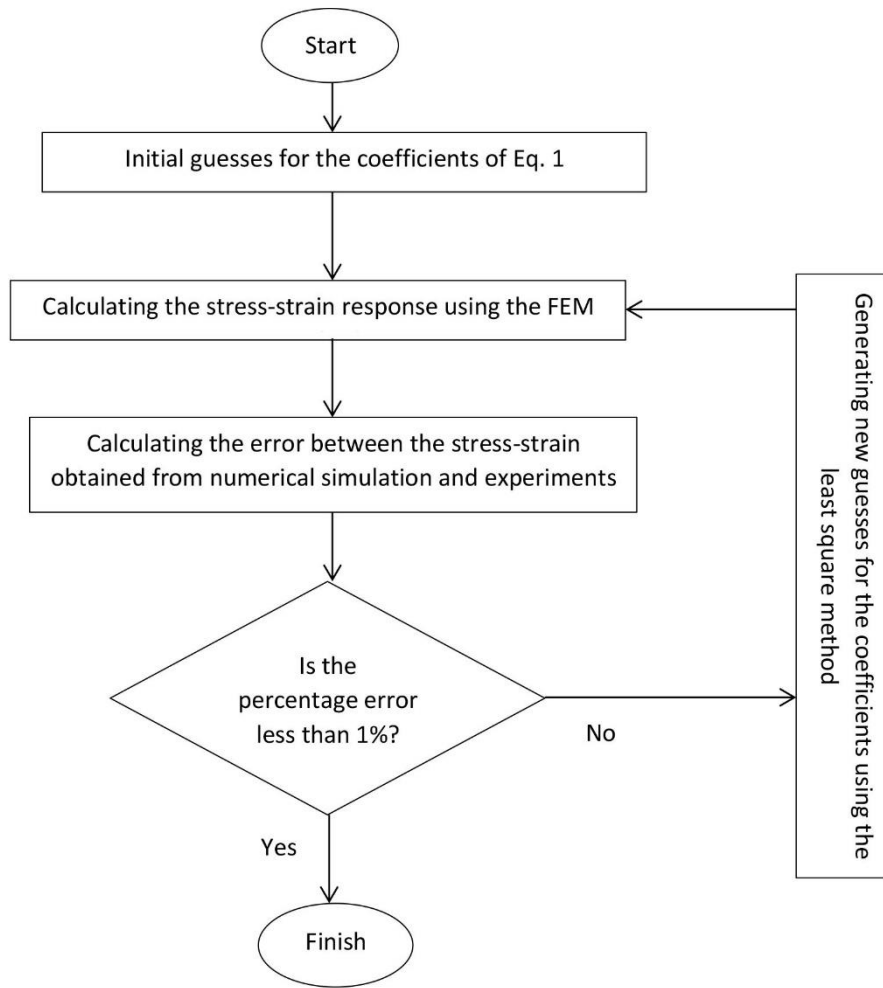 Start
Initial guesses for the coefficients of Eq. 1
Calculating the stress-strain response using the FEM
Calculating the error between the stress-strain
obtained from numerical simulation and experiments
Is the
percentage error
less than 1%?
No
Generating new guesses for the coefficients using the
least square method
Yes
Finish